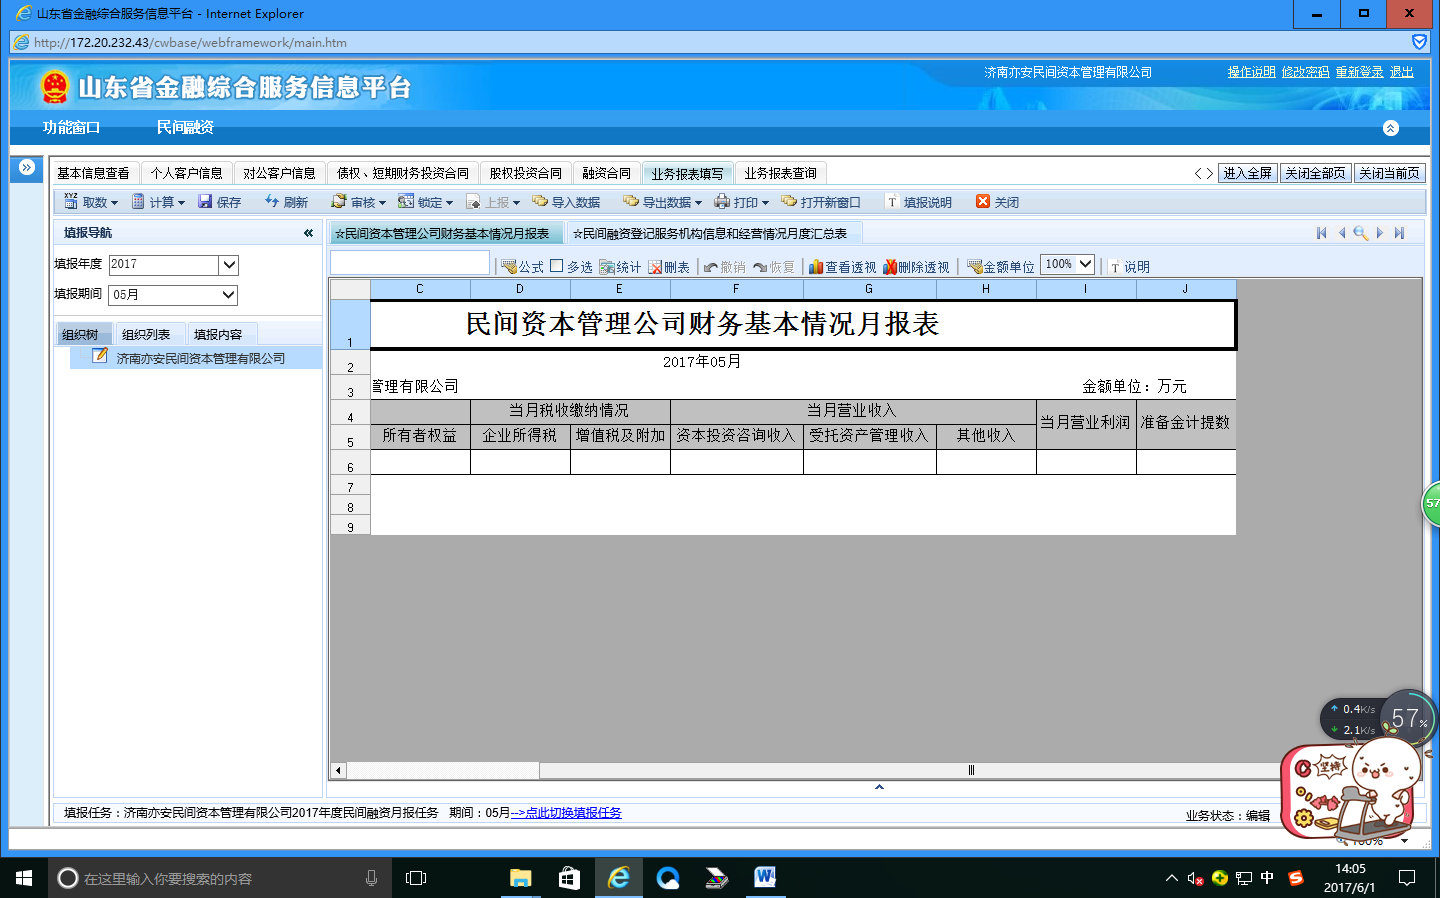 山东省金融综合服务信息平台 - Internet Explorer
http://172.20.232.43/cwbase/webframework/main.htm
山东省金融综合服务信息平台
济南亦安民间资本管理有限公司
操作说明 修改密码 重新登录 退出
功能窗口 民间融资
基本信息查看 个人客户信息 对公客户信息 债权、短期财务投资合同 股权投资合同 融资合同 业务报表填写 业务报表查询 进入全屏 关闭全部页 关闭当前页
XYZ 取数 计算 保存 刷新 审核 锁定 上报 导入数据 导出数据 打印 打开新窗口 T 填报说明 关闭
填报导航
☆民间资本管理公司财务基本情况月报表 ☆民间融资登记服务机构信息和经营情况月度汇总表
填报年度 2017
公式 多选 统计 删表 撤销 恢复 查看透视 删除透视 金额单位 100% T 说明
填报期间 05月
组织树 组织列表 填报内容
济南亦安民间资本管理有限公司
C D E F G H I J
1 民间资本管理公司财务基本情况月报表
2 2017年05月
3 管理有限公司 金额单位：万元
4 当月税收缴纳情况 当月营业收入 当月营业利润 准备金计提数
5 所有者权益 企业所得税 增值税及附加 资本投资咨询收入 受托资产管理收入 其他收入
6
7
8
9
57
0.4K/s
2.1K/s
57%
坚持
填报任务：济南亦安民间资本管理有限公司2017年度民间融资月报任务 期间：05月-->点此切换填报任务
业务状态：编辑
100%
在这里输入你要搜索的内容
中
14:05
2017/6/1